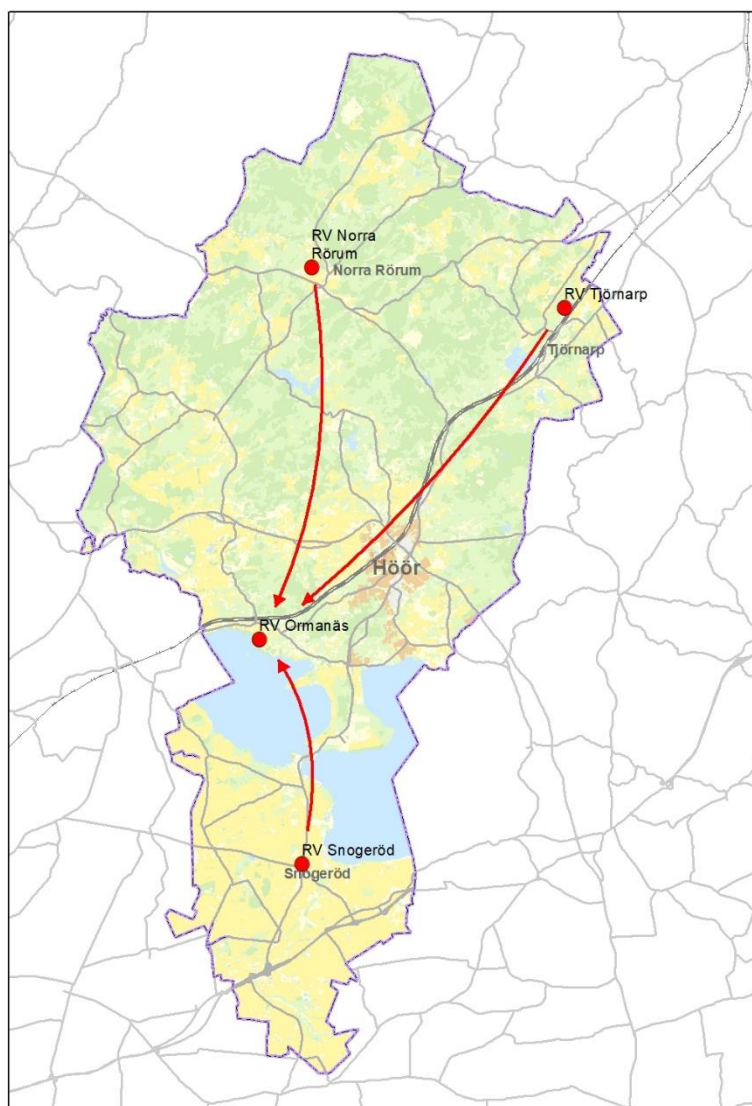 RV Norra
Rörum
Norra Rörum
RV Tjörnarp
Tjörnarp
Höör
RV Ormanäs
RV Snogeröd
Snogeröd